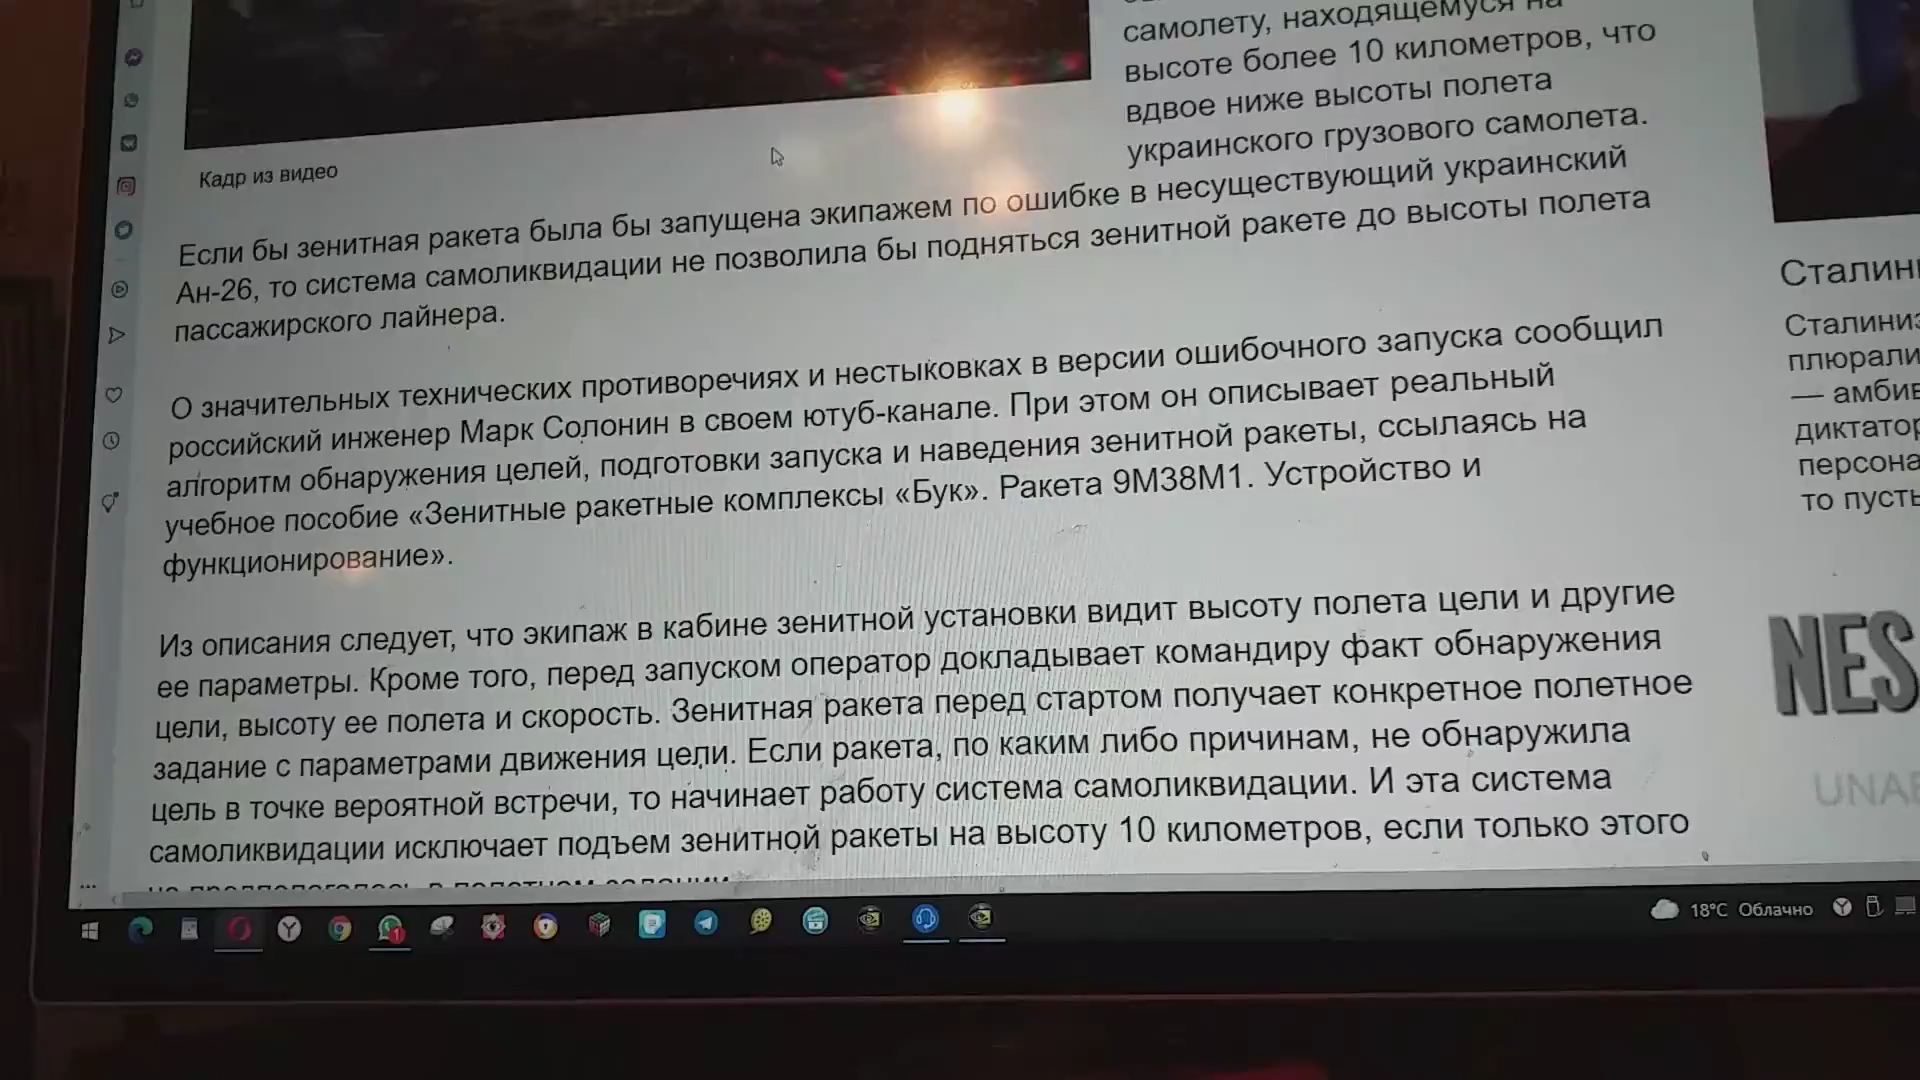 самолету, находящемуся на
высоте более 10 километров, что
вдвое ниже высоты полета
украинского грузового самолета.
Кадр из видео
Если бы зенитная ракета была бы запущена экипажем по ошибке в несуществующий украинский
Ан-26, то система самоликвидации не позволила бы подняться зенитной ракете до высоты полета
пассажирского лайнера.
О значительных технических противоречиях и нестыковках в версии ошибочного запуска сообщил
российский инженер Марк Солонин в своем ютуб-канале. При этом он описывает реальный
алгоритм обнаружения целей, подготовки запуска и наведения зенитной ракеты, ссылаясь на
учебное пособие «Зенитные ракетные комплексы «Бук». Ракета 9М38М1. Устройство и
функционирование».
Из описания следует, что экипаж в кабине зенитной установки видит высоту полета цели и другие
ее параметры. Кроме того, перед запуском оператор докладывает командиру факт обнаружения
цели, высоту ее полета и скорость. Зенитная ракета перед стартом получает конкретное полетное
задание с параметрами движения цели. Если ракета, по каким либо причинам, не обнаружила
цель в точке вероятной встречи, то начинает работу система самоликвидации. И эта система
самоликвидации исключает подъем зенитной ракеты на высоту 10 километров, если только этого
Сталин
Сталиниз
плюрали
— амбив
диктатор
персона
то пусть
NES
UNAB
18°C Облачно